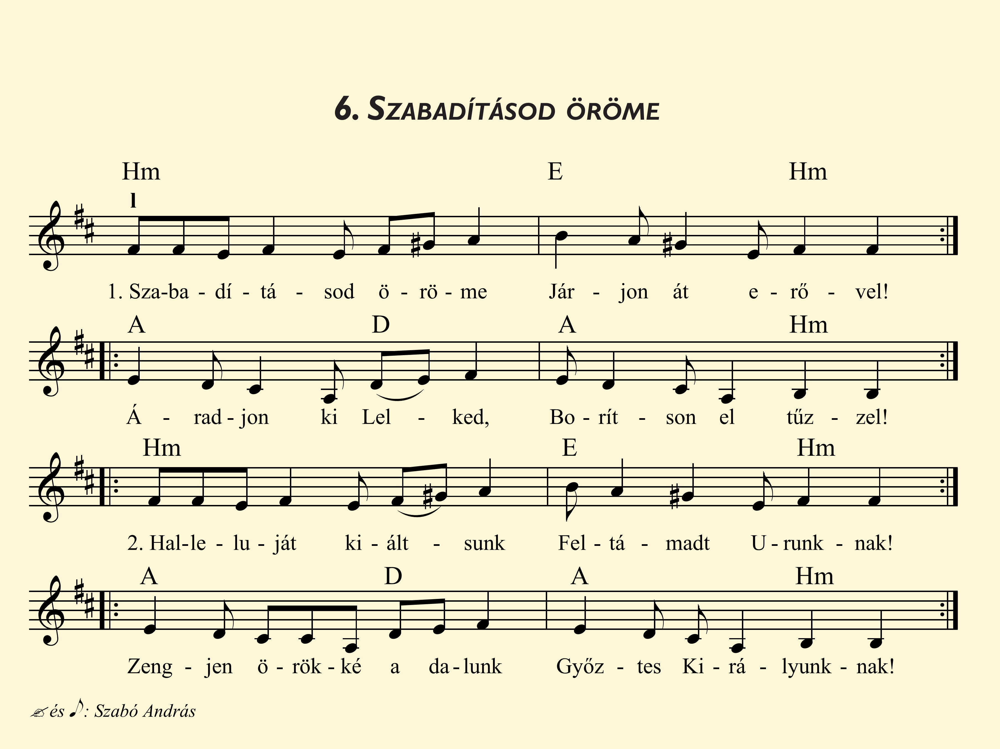 6. Szabadításod öröme
Hm E Hm
l
1. Sza-ba - dí - tá - sod ö - rö - me Jár - jon át e - rő - vel!
A D A Hm
Á - rad - jon ki Lel - ked, Bo - rít - son el tűz - zel!
Hm E Hm
2. Hal-le - lu - ját ki - ált - sunk Fel - tá - madt U - runk - nak!
A D A Hm
Zeng - jen ö - rök - ké a da - lunk Győz - tes Ki - rá - lyunk - nak!
és : Szabó András